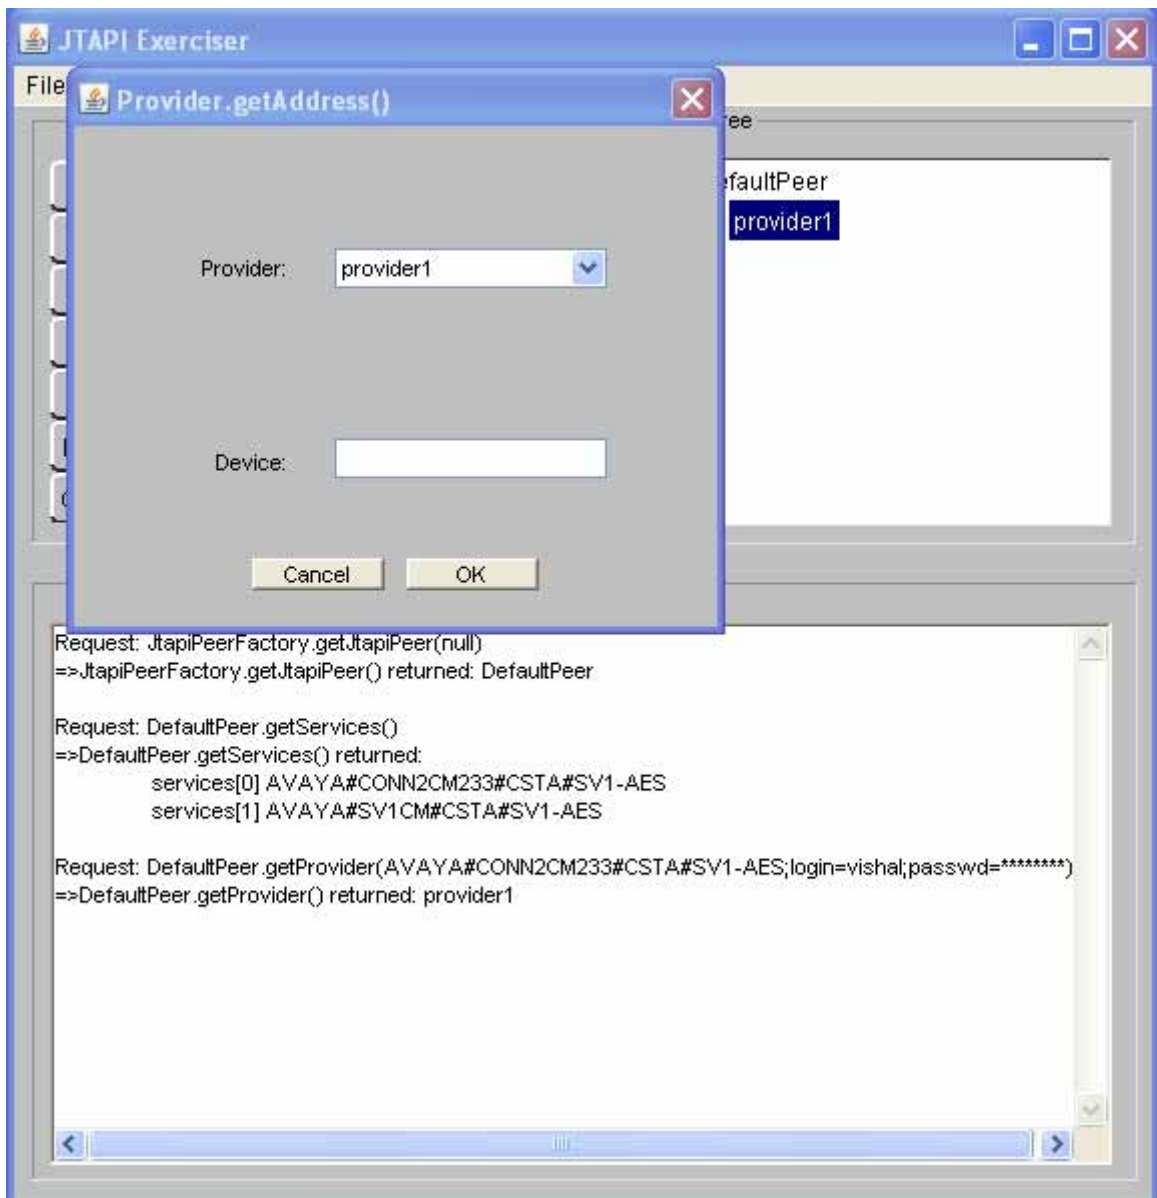 JTAPI Exerciser
File
Provider.getAddress()
ee
efaultPeer
provider1
Provider:
provider1
Device:
Cancel
OK
Request: JtapiPeerFactory.getJtapiPeer(null)
=>JtapiPeerFactory.getJtapiPeer() returned: DefaultPeer
Request: DefaultPeer.getServices()
=>DefaultPeer.getServices() returned:
services[0] AVAYA#CONN2CM233#CSTA#SV1-AES
services[1] AVAYA#SV1CM#CSTA#SV1-AES
Request: DefaultPeer.getProvider(AVAYA#CONN2CM233#CSTA#SV1-AES;login=vishal;passwd=********)
=>DefaultPeer.getProvider() returned: provider1